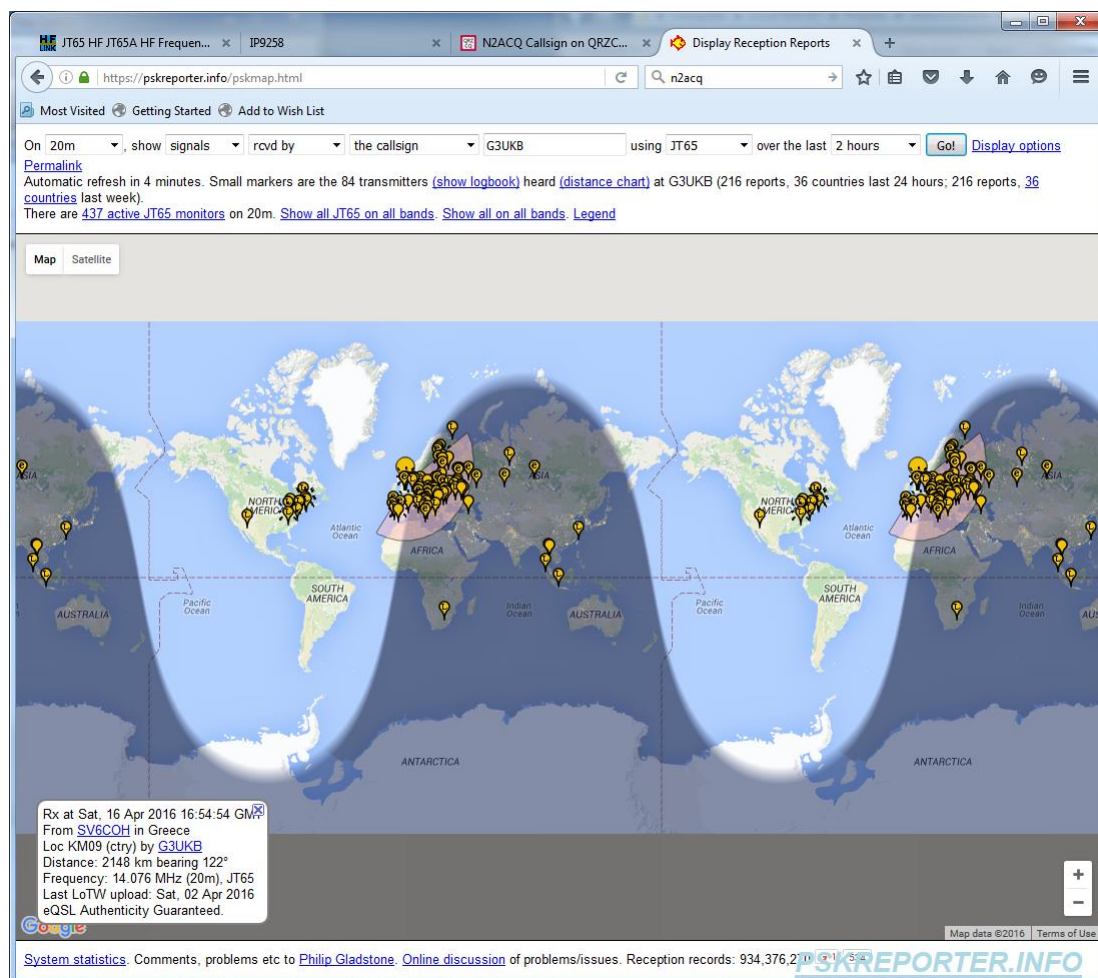 HF LINK JT65 HF JT65A HF Frequen... × IP9258 × N2ACQ Callsign on QRZC... × Display Reception Reports × +
https://pskreporter.info/pskmap.html n2acq
Most Visited Getting Started Add to Wish List
On 20m , show signals rcvd by the callsign G3UKB using JT65 over the last 2 hours Go! Display options
Permalink
Automatic refresh in 4 minutes. Small markers are the 84 transmitters (show logbook) heard (distance chart) at G3UKB (216 reports, 36 countries last 24 hours; 216 reports, 36
countries last week).
There are 437 active JT65 monitors on 20m. Show all JT65 on all bands. Show all on all bands. Legend
Map Satellite
ASIA NORTH AMERICA Atlantic Ocean AFRICA ASIA NORTH AMERICA Atlantic Ocean AFRICA ASIA
AUSTRALIA Pacific Ocean SOUTH AMERICA Indian Ocean AUSTRALIA Pacific Ocean SOUTH AMERICA Indian Ocean AUS
ANTARCTICA ANTARCTICA
Rx at Sat, 16 Apr 2016 16:54:54 GMT
From SV6COH in Greece
Loc KM09 (ctry) by G3UKB
Distance: 2148 km bearing 122°
Frequency: 14.076 MHz (20m), JT65
Last LoTW upload: Sat, 02 Apr 2016
eQSL Authenticity Guaranteed.
Google
+
−
Map data ©2016 Terms of Use
System statistics. Comments, problems etc to Philip Gladstone. Online discussion of problems/issues. Reception records: 934,376,2
PSKREPORTER.INFO